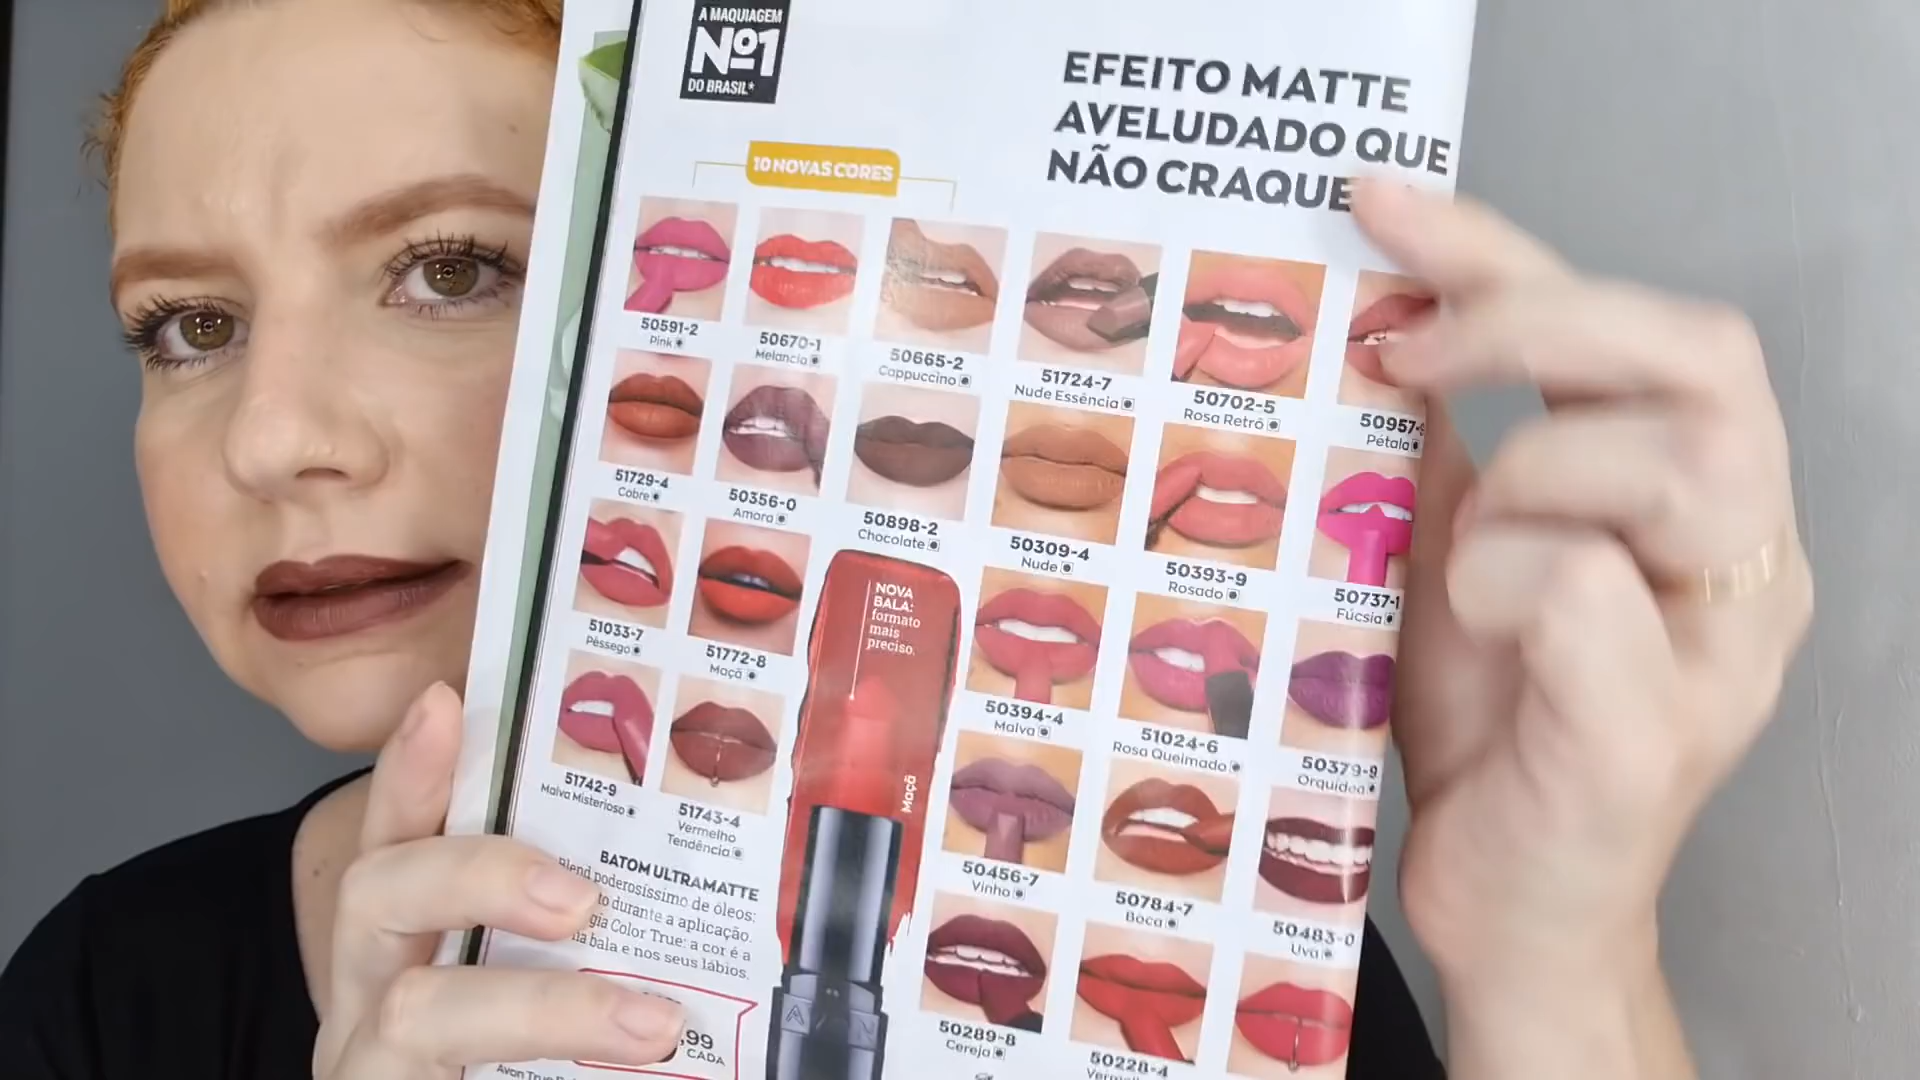 A MAQUIAGEM
Nº1
DO BRASIL*
EFEITO MATTE
AVELUDADO QUE
NÃO CRAQUE
10 NOVAS CORES
50591-2
Pink
50670-1
Melancia
50665-2
Cappuccino
51724-7
Nude Essência
50702-5
Rosa Retrô
50957-
Pétala
51729-4
Cobre
50356-0
Amora
50898-2
Chocolate
50309-4
Nude
50393-9
Rosado
50737-1
Fúcsia
51033-7
Pêssego
51772-8
Maçã
NOVA
BALA:
formato
mais
preciso.
Maçã
50394-4
Malva
51024-6
Rosa Queimado
50379-9
Orquídea
51742-9
Malva Misterioso
51743-4
Vermelho
Tendência
50456-7
Vinho
50784-7
Boca
50483-0
Uva
50289-8
Cereja
50228-4
BATOM ULTRAMATTE
Blend poderosíssimo de óleos:
durante a aplicação.
Color True: a cor é a
bala e nos seus lábios.
,99
CADA
Avon True